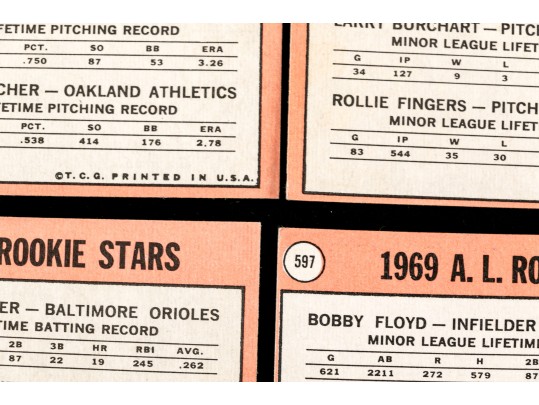 FETIME PITCHING RECORD
PCT. SO BB ERA
.750 87 53 3.26
CHER — OAKLAND ATHLETICS
FETIME PITCHING RECORD
PCT. SO BB ERA
.538 414 176 2.78
©T.C.G. PRINTED IN U.S.A.
LARRY BURCHART — PITCH
MINOR LEAGUE LIFET
G IP W L
34 127 9 3
ROLLIE FINGERS — PITCH
MINOR LEAGUE LIFET
G IP W L
83 544 35 30
ROOKIE STARS
ER — BALTIMORE ORIOLES
TIME BATTING RECORD
2B 3B HR RBI AVG.
87 22 19 245 .262
597
1969 A. L. RO
BOBBY FLOYD — INFIELDER
MINOR LEAGUE LIFETIME
G AB R H 2B
621 2211 272 579 87